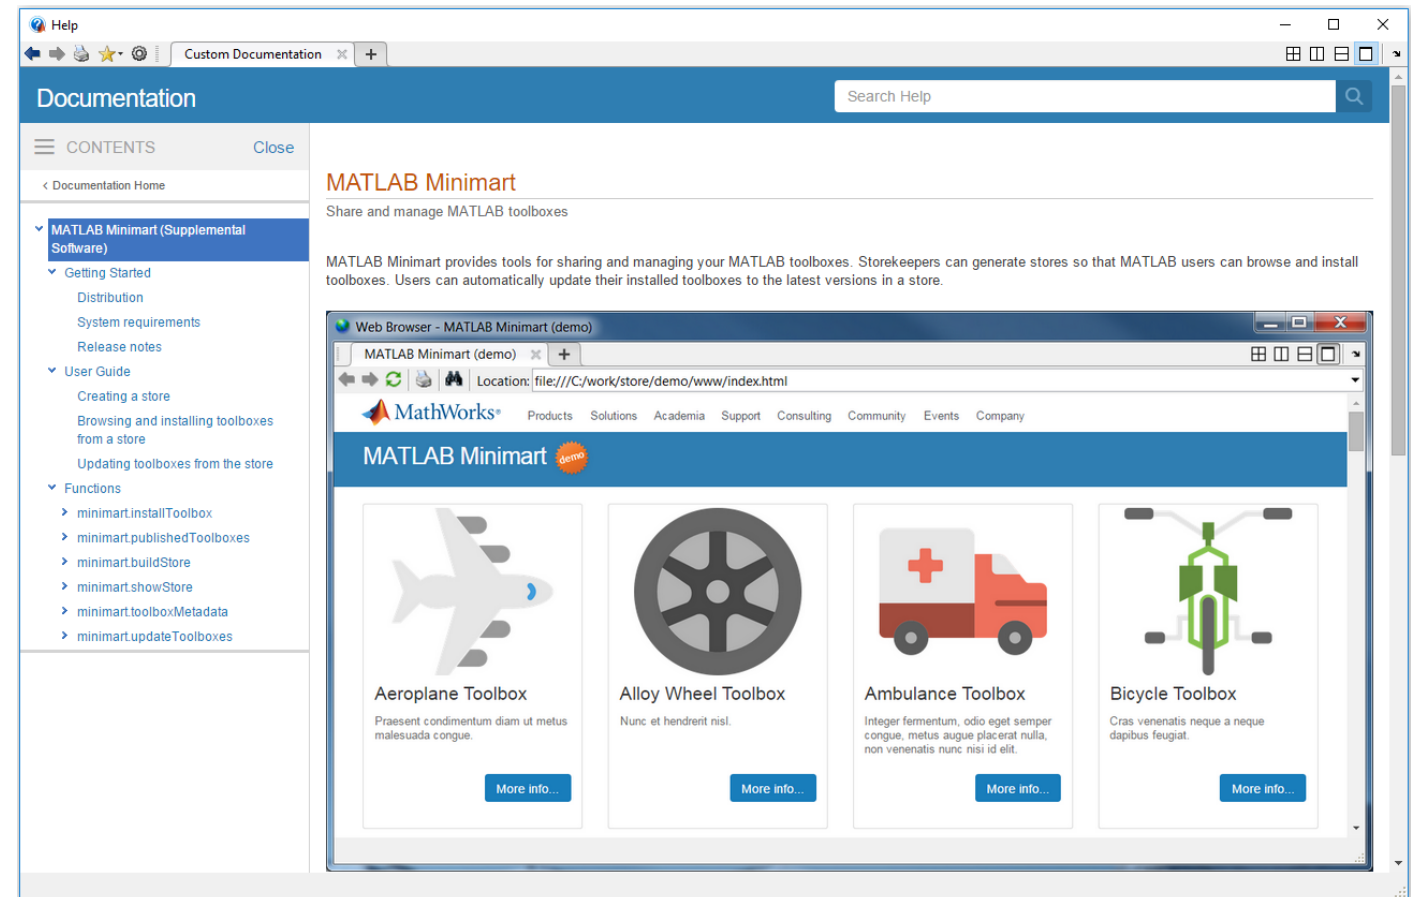 Help
Custom Documentation
Documentation
Search Help
CONTENTS
Close
< Documentation Home
MATLAB Minimart (Supplemental
Software)
Getting Started
Distribution
System requirements
Release notes
User Guide
Creating a store
Browsing and installing toolboxes
from a store
Updating toolboxes from the store
Functions
minimart.installToolbox
minimart.publishedToolboxes
minimart.buildStore
minimart.showStore
minimart.toolboxMetadata
minimart.updateToolboxes
MATLAB Minimart
Share and manage MATLAB toolboxes
MATLAB Minimart provides tools for sharing and managing your MATLAB toolboxes. Storekeepers can generate stores so that MATLAB users can browse and install
toolboxes. Users can automatically update their installed toolboxes to the latest versions in a store.
Web Browser - MATLAB Minimart (demo)
MATLAB Minimart (demo)
Location: file:///C:/work/store/demo/www/index.html
MathWorks®
Products Solutions Academia Support Consulting Community Events Company
MATLAB Minimart demo
Aeroplane Toolbox
Praesent condimentum diam ut metus
malesuada congue.
More info...
Alloy Wheel Toolbox
Nunc et hendrerit nisl.
More info...
Ambulance Toolbox
Integer fermentum, odio eget semper
congue, metus augue placerat nulla,
non venenatis nunc nisi id elit.
More info...
Bicycle Toolbox
Cras venenatis neque a neque
dapibus feugiat.
More info...